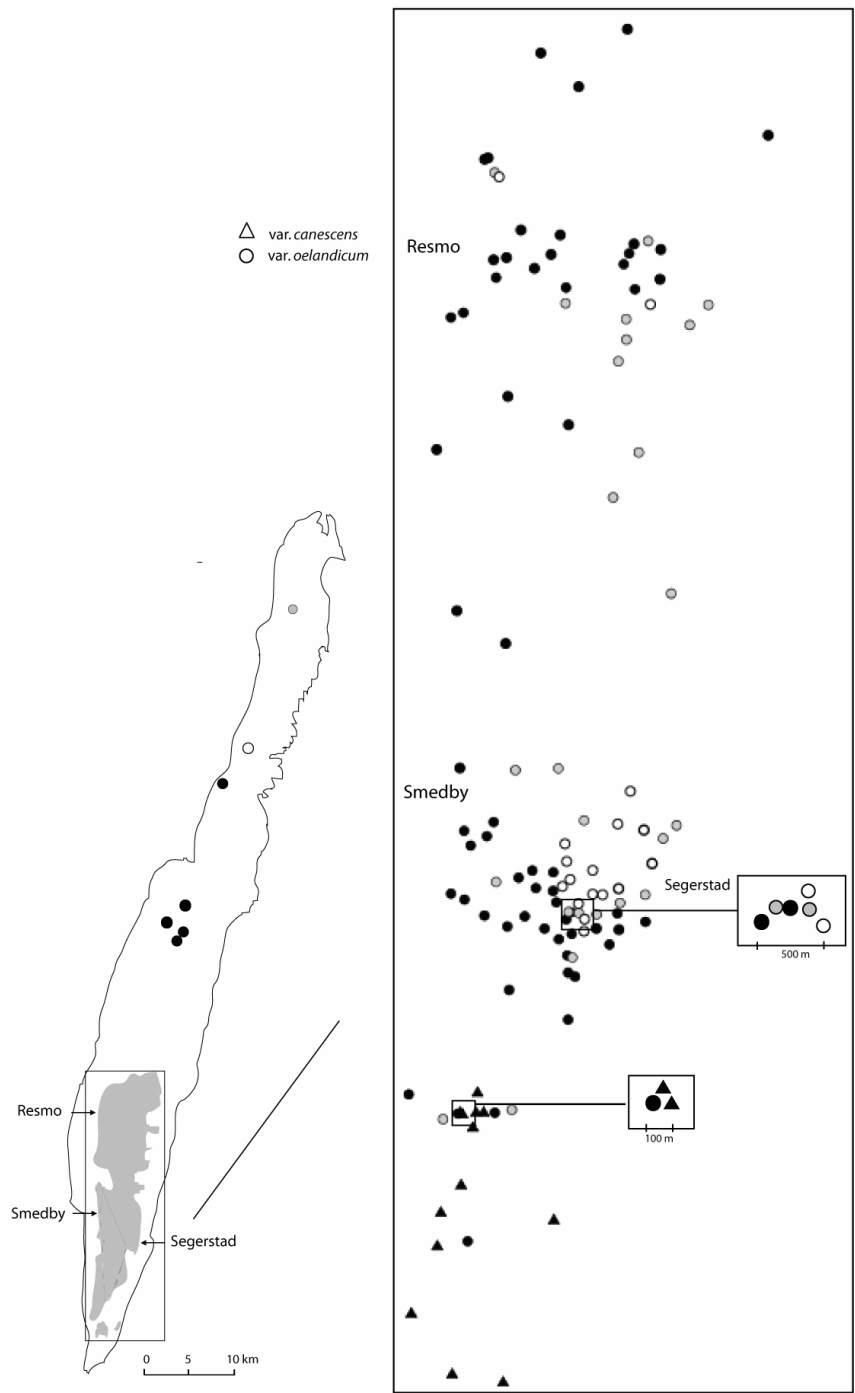 var. canescens
var. oelandicum
Resmo
Smedby
Segerstad
500 m
100 m
Resmo
Smedby
Segerstad
0 5 10 km